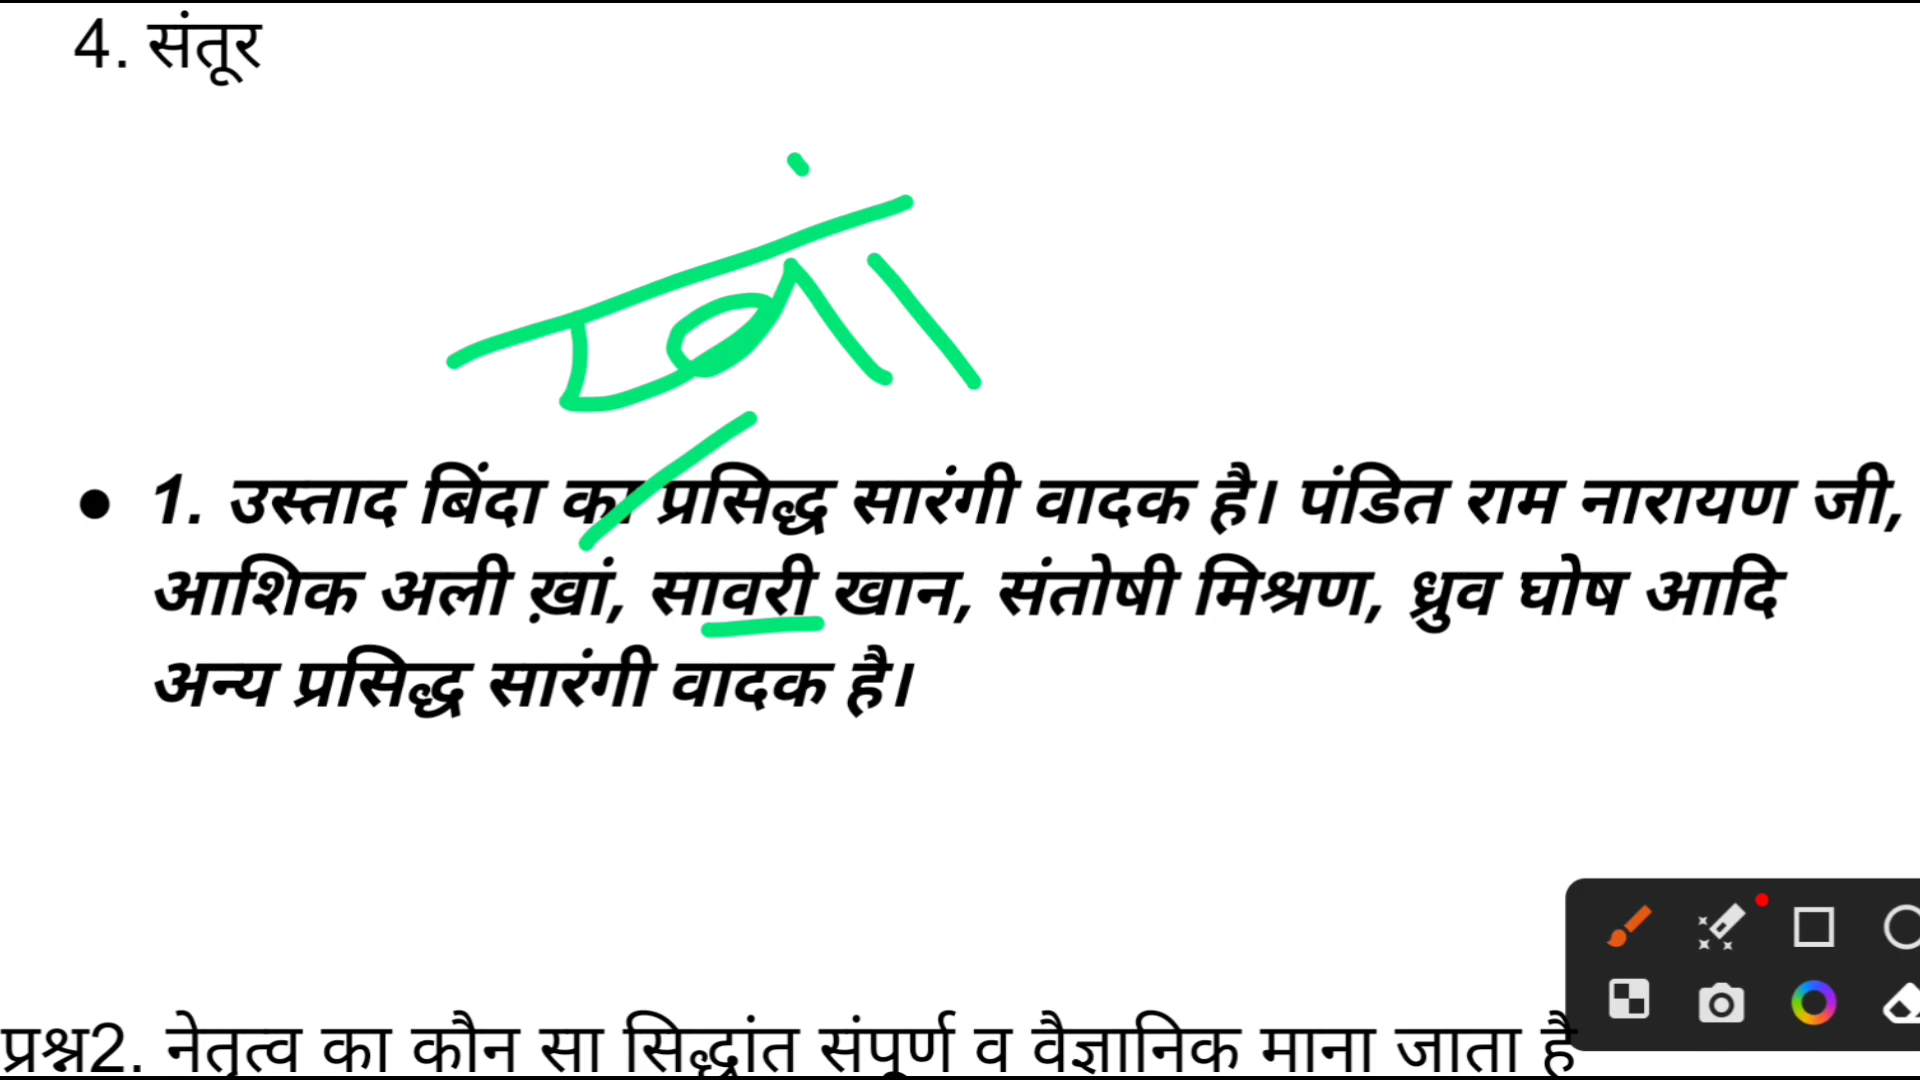 4. संतूर
खां
1. उस्ताद बिंदा का प्रसिद्ध सारंगी वादक है। पंडित राम नारायण जी,
आशिक अली ख़ां, सावरी खान, संतोषी मिश्रण, ध्रुव घोष आदि
अन्य प्रसिद्ध सारंगी वादक है।
प्रश्न2. नेतृत्व का कौन सा सिद्धांत संपूर्ण व वैज्ञानिक माना जाता है